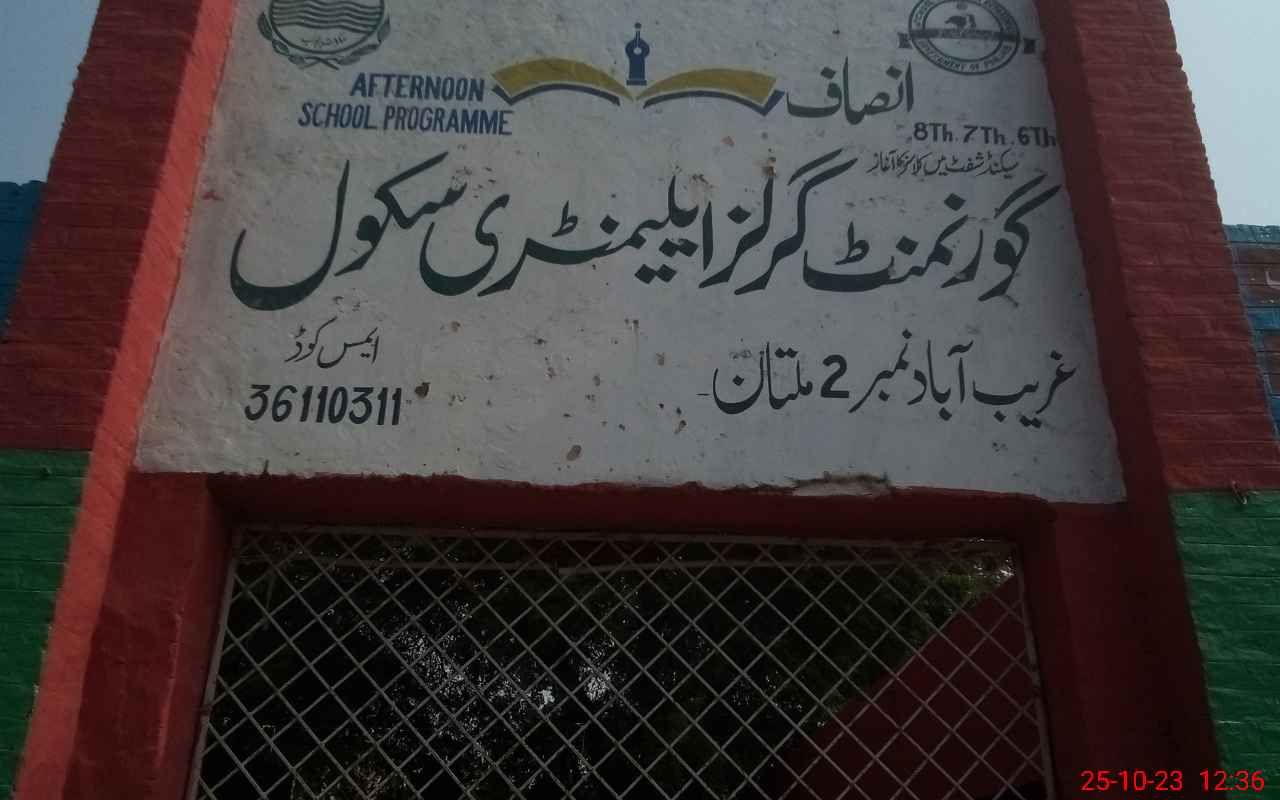 انصاف
AFTERNOON
SCHOOL PROGRAMME
8Th. 7Th. 6Th
سیکنڈ شفٹ میں کلاسز کا آغاز
گورنمنٹ گرلز ایلیمنٹری سکول
غریب آباد نمبر 2 ملتان
ایمس کوڈ
36110311
25-10-23 12:36